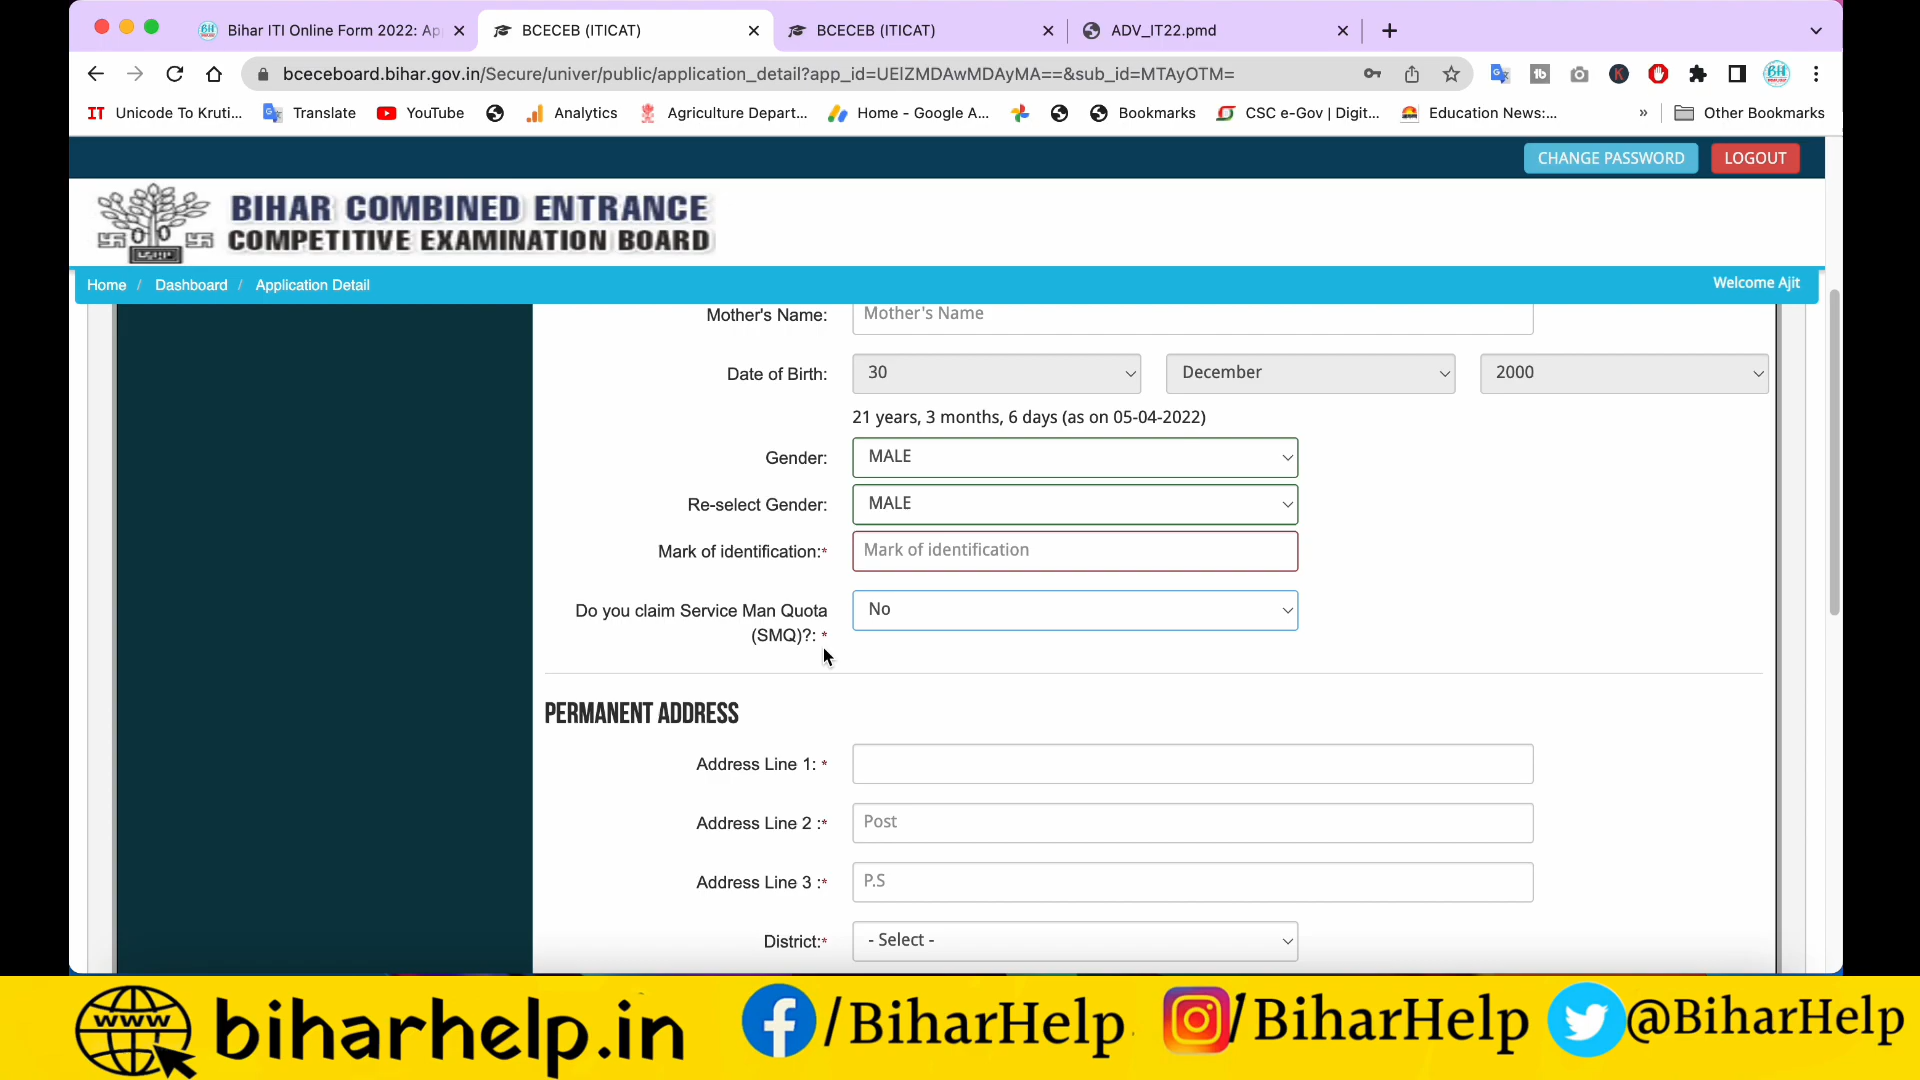 Bihar ITI Online Form 2022: Ap
BCECEB (ITICAT)
BCECEB (ITICAT)
ADV_IT22.pmd
bceceboard.bihar.gov.in/Secure/univer/public/application_detail?app_id=UElZMDAwMDAyMA==&sub_id=MTAyOTM=
Unicode To Kruti...
Translate
YouTube
Analytics
Agriculture Depart...
Home - Google A...
Bookmarks
CSC e-Gov | Digit...
Education News:...
»
Other Bookmarks
CHANGE PASSWORD
LOGOUT
BIHAR COMBINED ENTRANCE
COMPETITIVE EXAMINATION BOARD
Home / Dashboard / Application Detail
Welcome Ajit
Mother's Name: Mother's Name
Date of Birth: 30 December 2000
21 years, 3 months, 6 days (as on 05-04-2022)
Gender: MALE
Re-select Gender: MALE
Mark of identification:* Mark of identification
Do you claim Service Man Quota No
(SMQ)?: *
PERMANENT ADDRESS
Address Line 1: *
Address Line 2 :* Post
Address Line 3 :* P.S
District:* - Select -
www biharhelp.in /BiharHelp /BiharHelp @BiharHelp